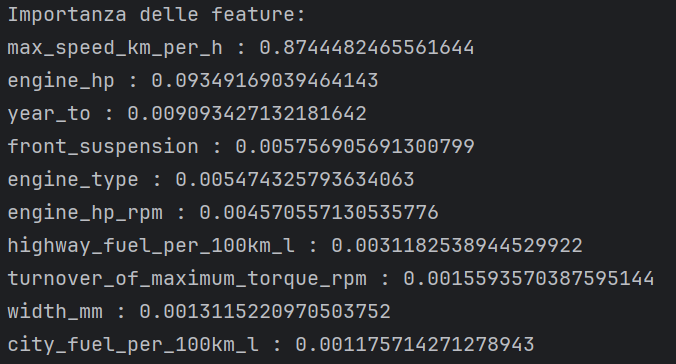 Importanza delle feature:
max_speed_km_per_h : 0.8744482465561644
engine_hp : 0.09349169039464143
year_to : 0.009093427132181642
front_suspension : 0.005756905691300799
engine_type : 0.005474325793634063
engine_hp_rpm : 0.004570557130535776
highway_fuel_per_100km_l : 0.0031182538944529922
turnover_of_maximum_torque_rpm : 0.0015593570387595144
width_mm : 0.0013115220970503752
city_fuel_per_100km_l : 0.001175714271278943